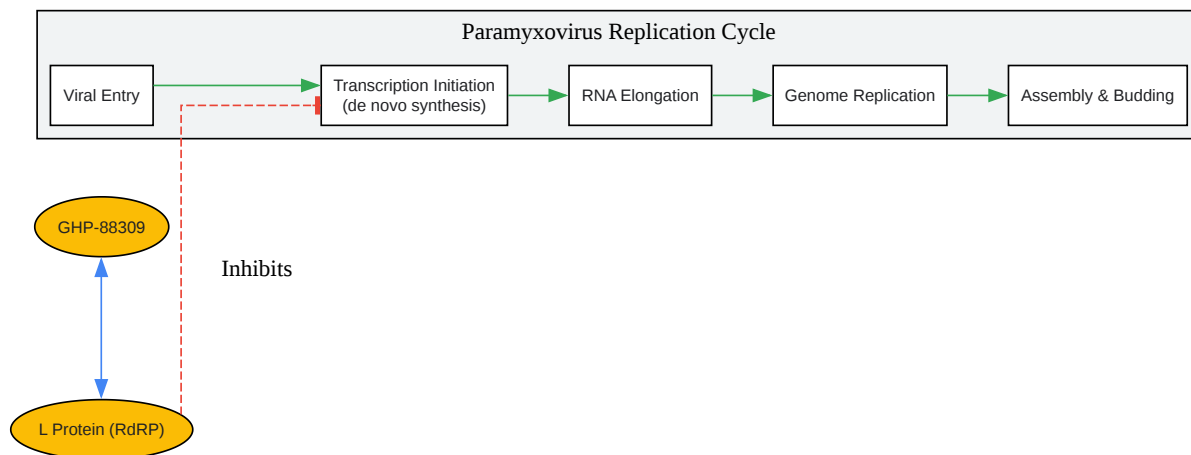 Paramyxovirus Replication Cycle
Viral Entry
Transcription Initiation
(de novo synthesis)
RNA Elongation
Genome Replication
Assembly & Budding
GHP-88309
Inhibits
L Protein (RdRP)